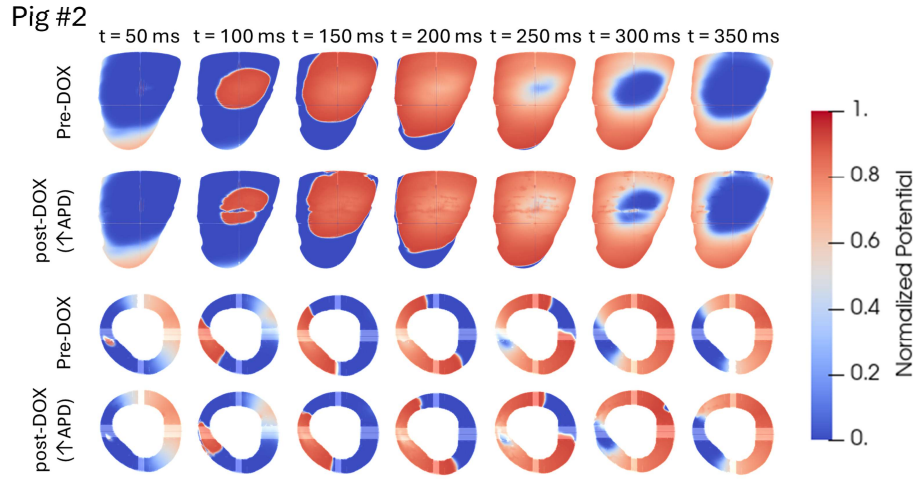 Pig #2
t = 50 ms t = 100 ms t = 150 ms t = 200 ms t = 250 ms t = 300 ms t = 350 ms
Pre-DOX
post-DOX
(↑APD)
Pre-DOX
post-DOX
(↑APD)
1.
0.8
0.6
0.4
0.2
0.
Normalized Potential